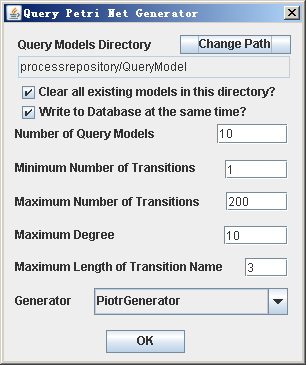 Query Petri Net Generator
Query Models Directory Change Path
processrepository/QueryModel
Clear all existing models in this directory?
Write to Database at the same time?
Number of Query Models 10
Minimum Number of Transitions 1
Maximum Number of Transitions 200
Maximum Degree 10
Maximum Length of Transition Name 3
Generator PiotrGenerator
OK